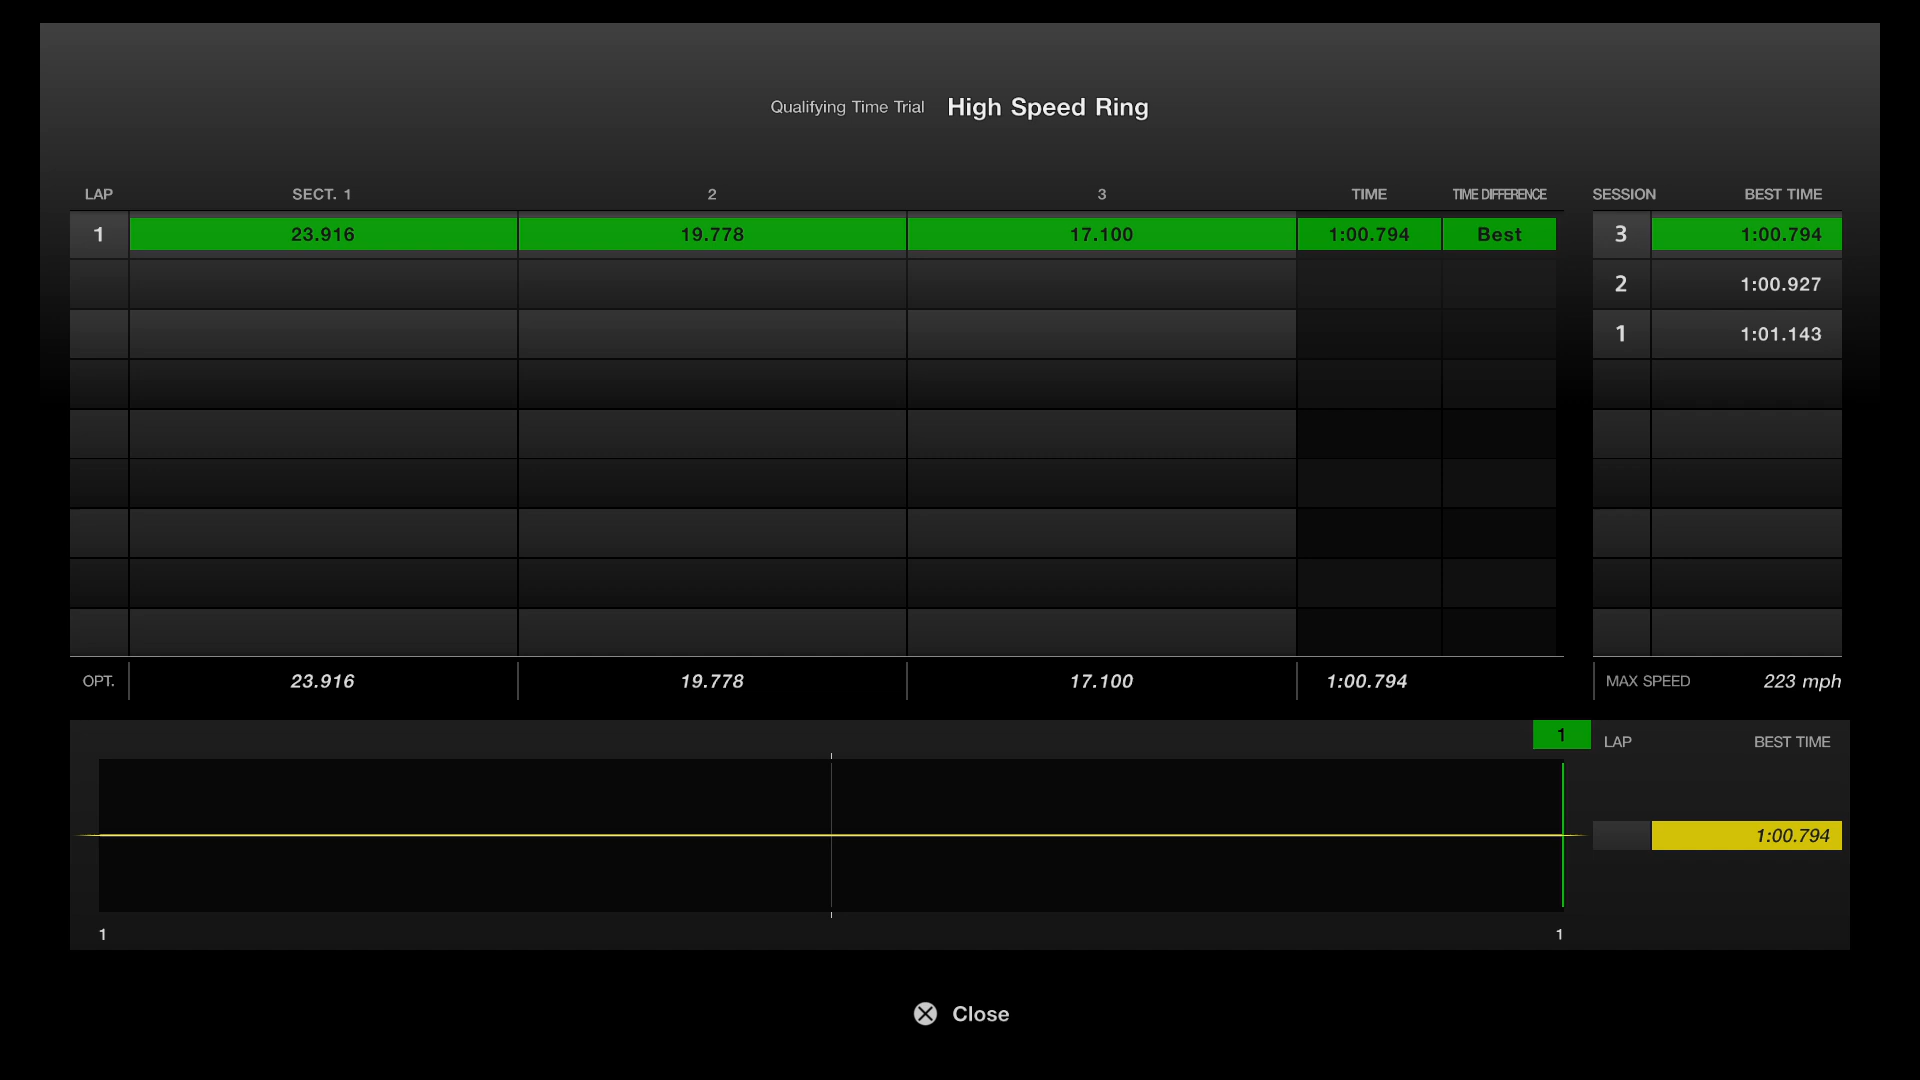 Qualifying Time Trial High Speed Ring
LAP SECT. 1 2 3 TIME TIME DIFFERENCE SESSION BEST TIME
1 23.916 19.778 17.100 1:00.794 Best 3 1:00.794
2 1:00.927
1 1:01.143
OPT. 23.916 19.778 17.100 1:00.794 MAX SPEED 223 mph
1 LAP BEST TIME
1:00.794
1 1
Close